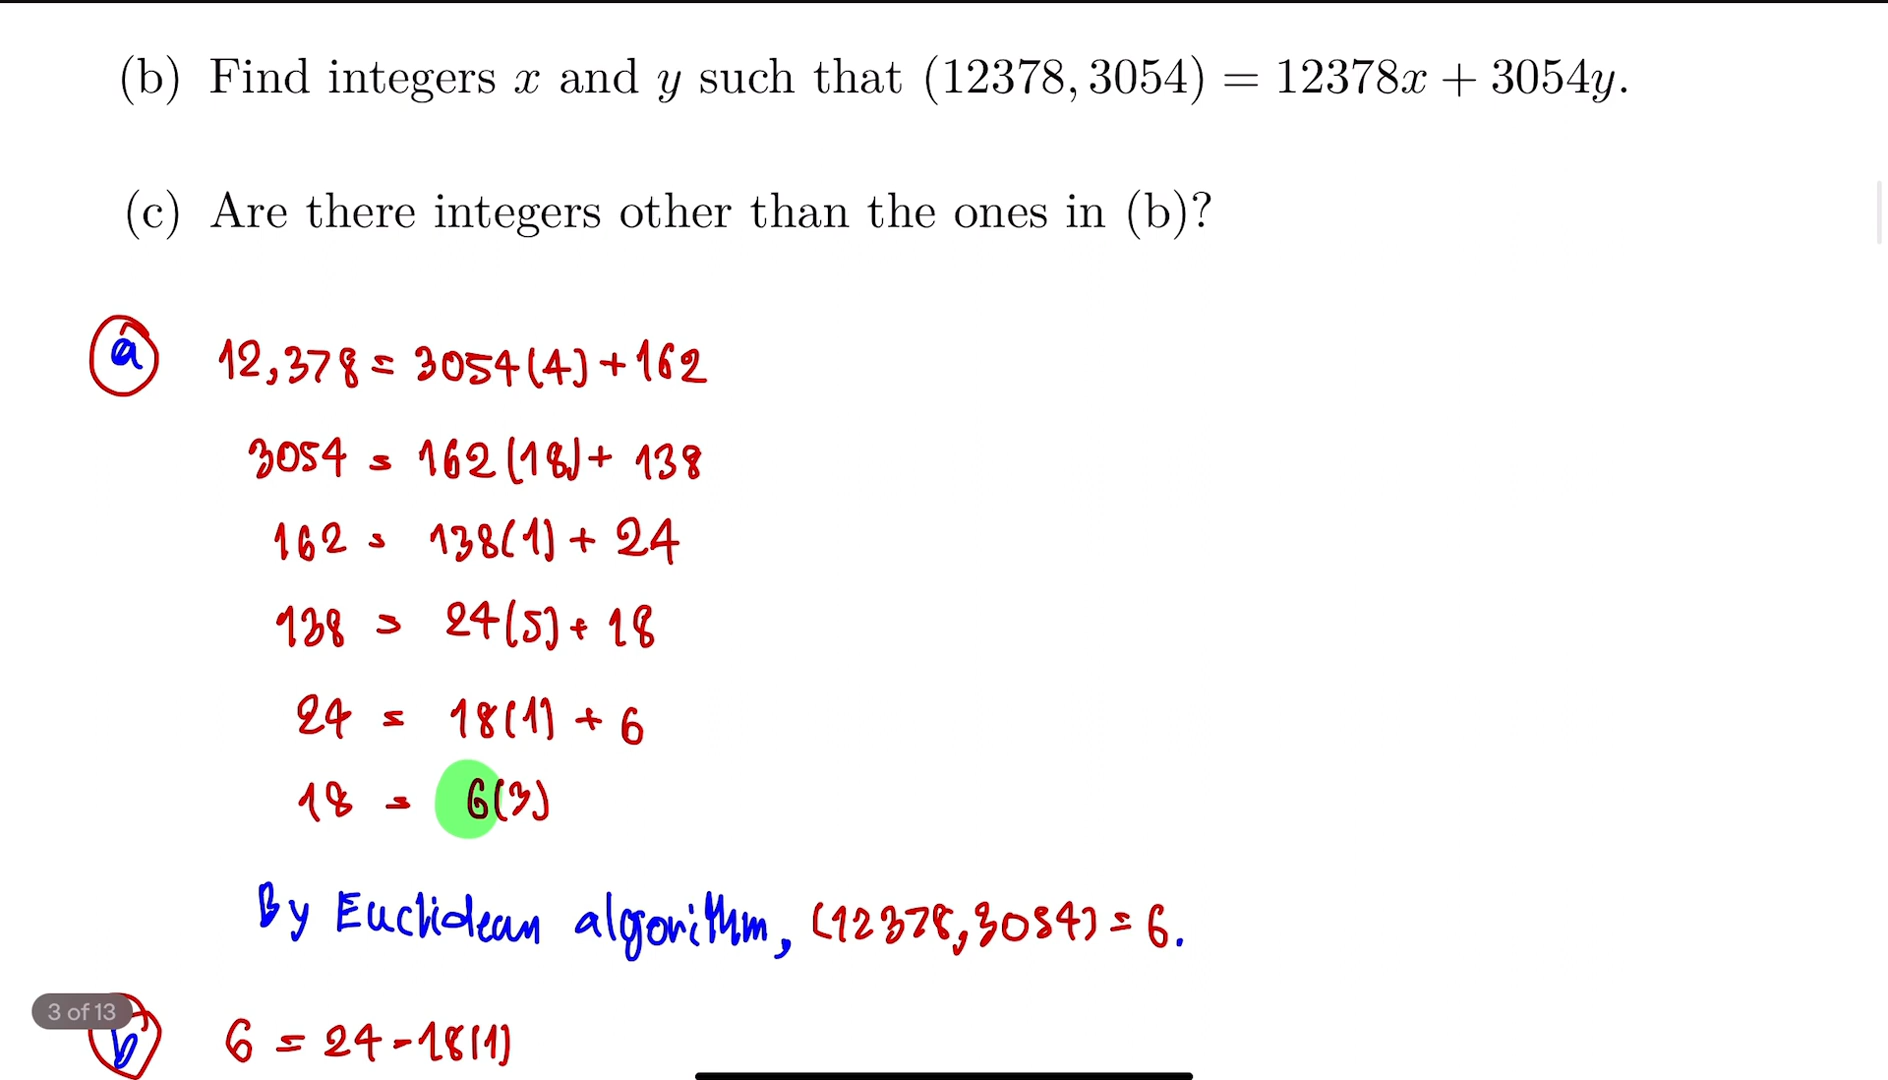 (b) Find integers x and y such that (12378, 3054) = 12378x + 3054y.
(c) Are there integers other than the ones in (b)?
a 12,378 = 3054(4) + 162
3054 = 162(18) + 138
162 = 138(1) + 24
138 = 24(5) + 18
24 = 18(1) + 6
18 = 6(3)
By Euclidean algorithm, (12378, 3054) = 6.
3 of 13
b 6 = 24 - 18(1)